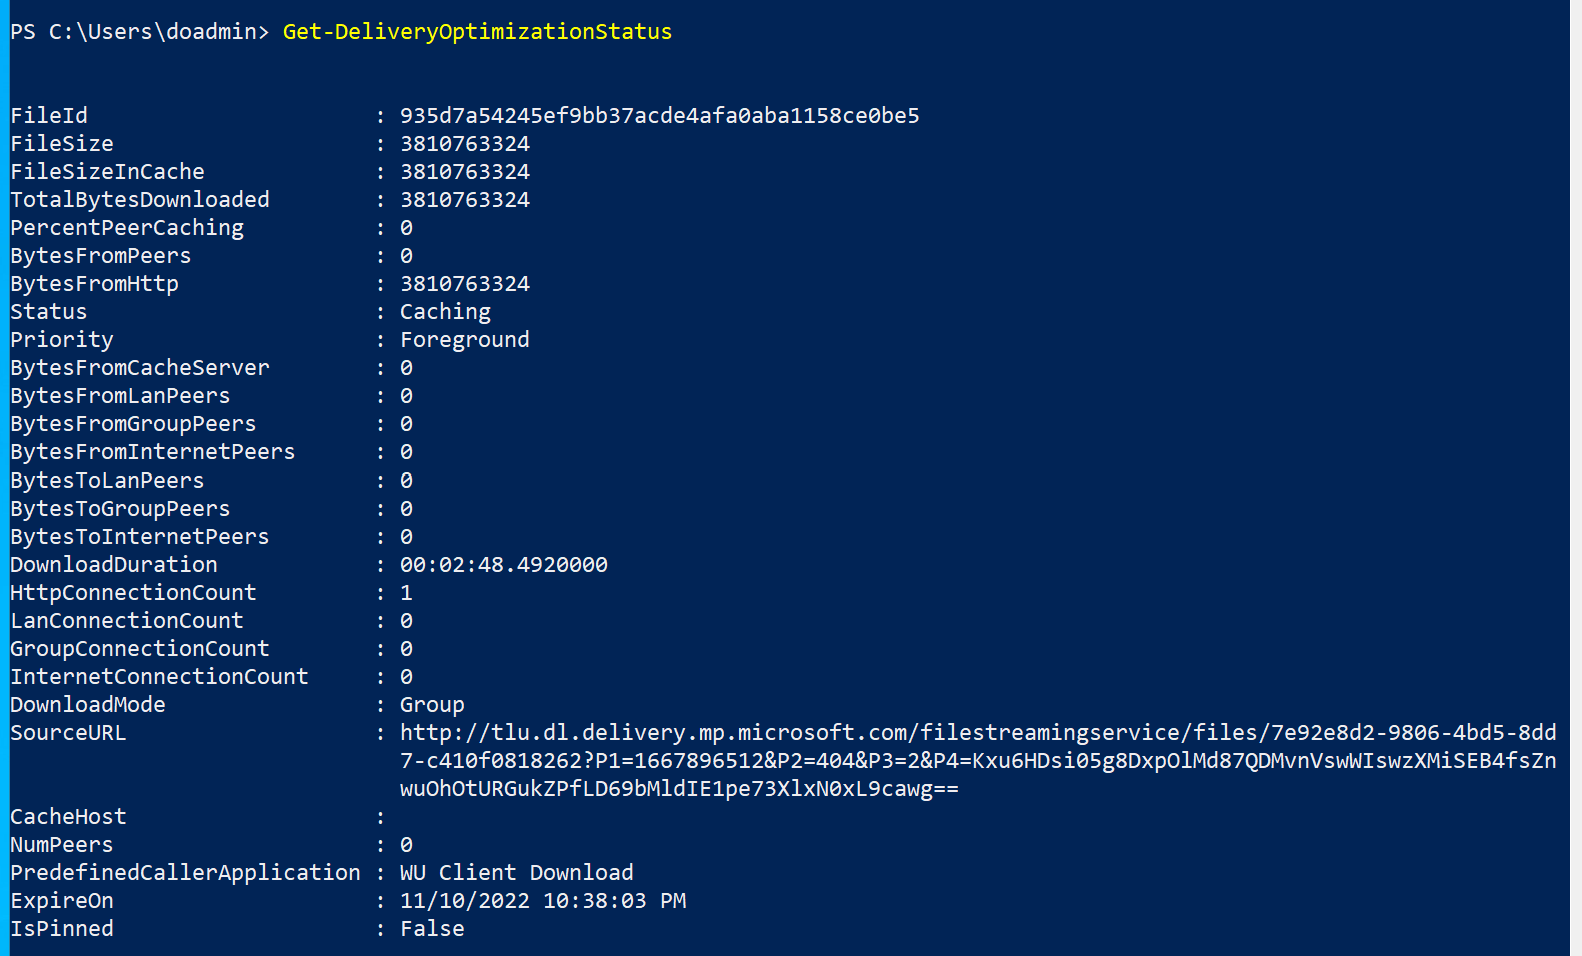 PS C:\Users\doadmin> Get-DeliveryOptimizationStatus
FileId : 935d7a54245ef9bb37acde4afa0aba1158ce0be5
FileSize : 3810763324
FileSizeInCache : 3810763324
TotalBytesDownloaded : 3810763324
PercentPeerCaching : 0
BytesFromPeers : 0
BytesFromHttp : 3810763324
Status : Caching
Priority : Foreground
BytesFromCacheServer : 0
BytesFromLanPeers : 0
BytesFromGroupPeers : 0
BytesFromInternetPeers : 0
BytesToLanPeers : 0
BytesToGroupPeers : 0
BytesToInternetPeers : 0
DownloadDuration : 00:02:48.4920000
HttpConnectionCount : 1
LanConnectionCount : 0
GroupConnectionCount : 0
InternetConnectionCount : 0
DownloadMode : Group
SourceURL : http://tlu.dl.delivery.mp.microsoft.com/filestreamingservice/files/7e92e8d2-9806-4bd5-8dd
7-c410f0818262?P1=1667896512&P2=404&P3=2&P4=Kxu6HDsi05g8DxpOlMd87QDMvnVswWIswzXMiSEB4fsZn
wuOhOtURGukZPfLD69bMldIE1pe73XlxN0xL9cawg==
CacheHost :
NumPeers : 0
PredefinedCallerApplication : WU Client Download
ExpireOn : 11/10/2022 10:38:03 PM
IsPinned : False